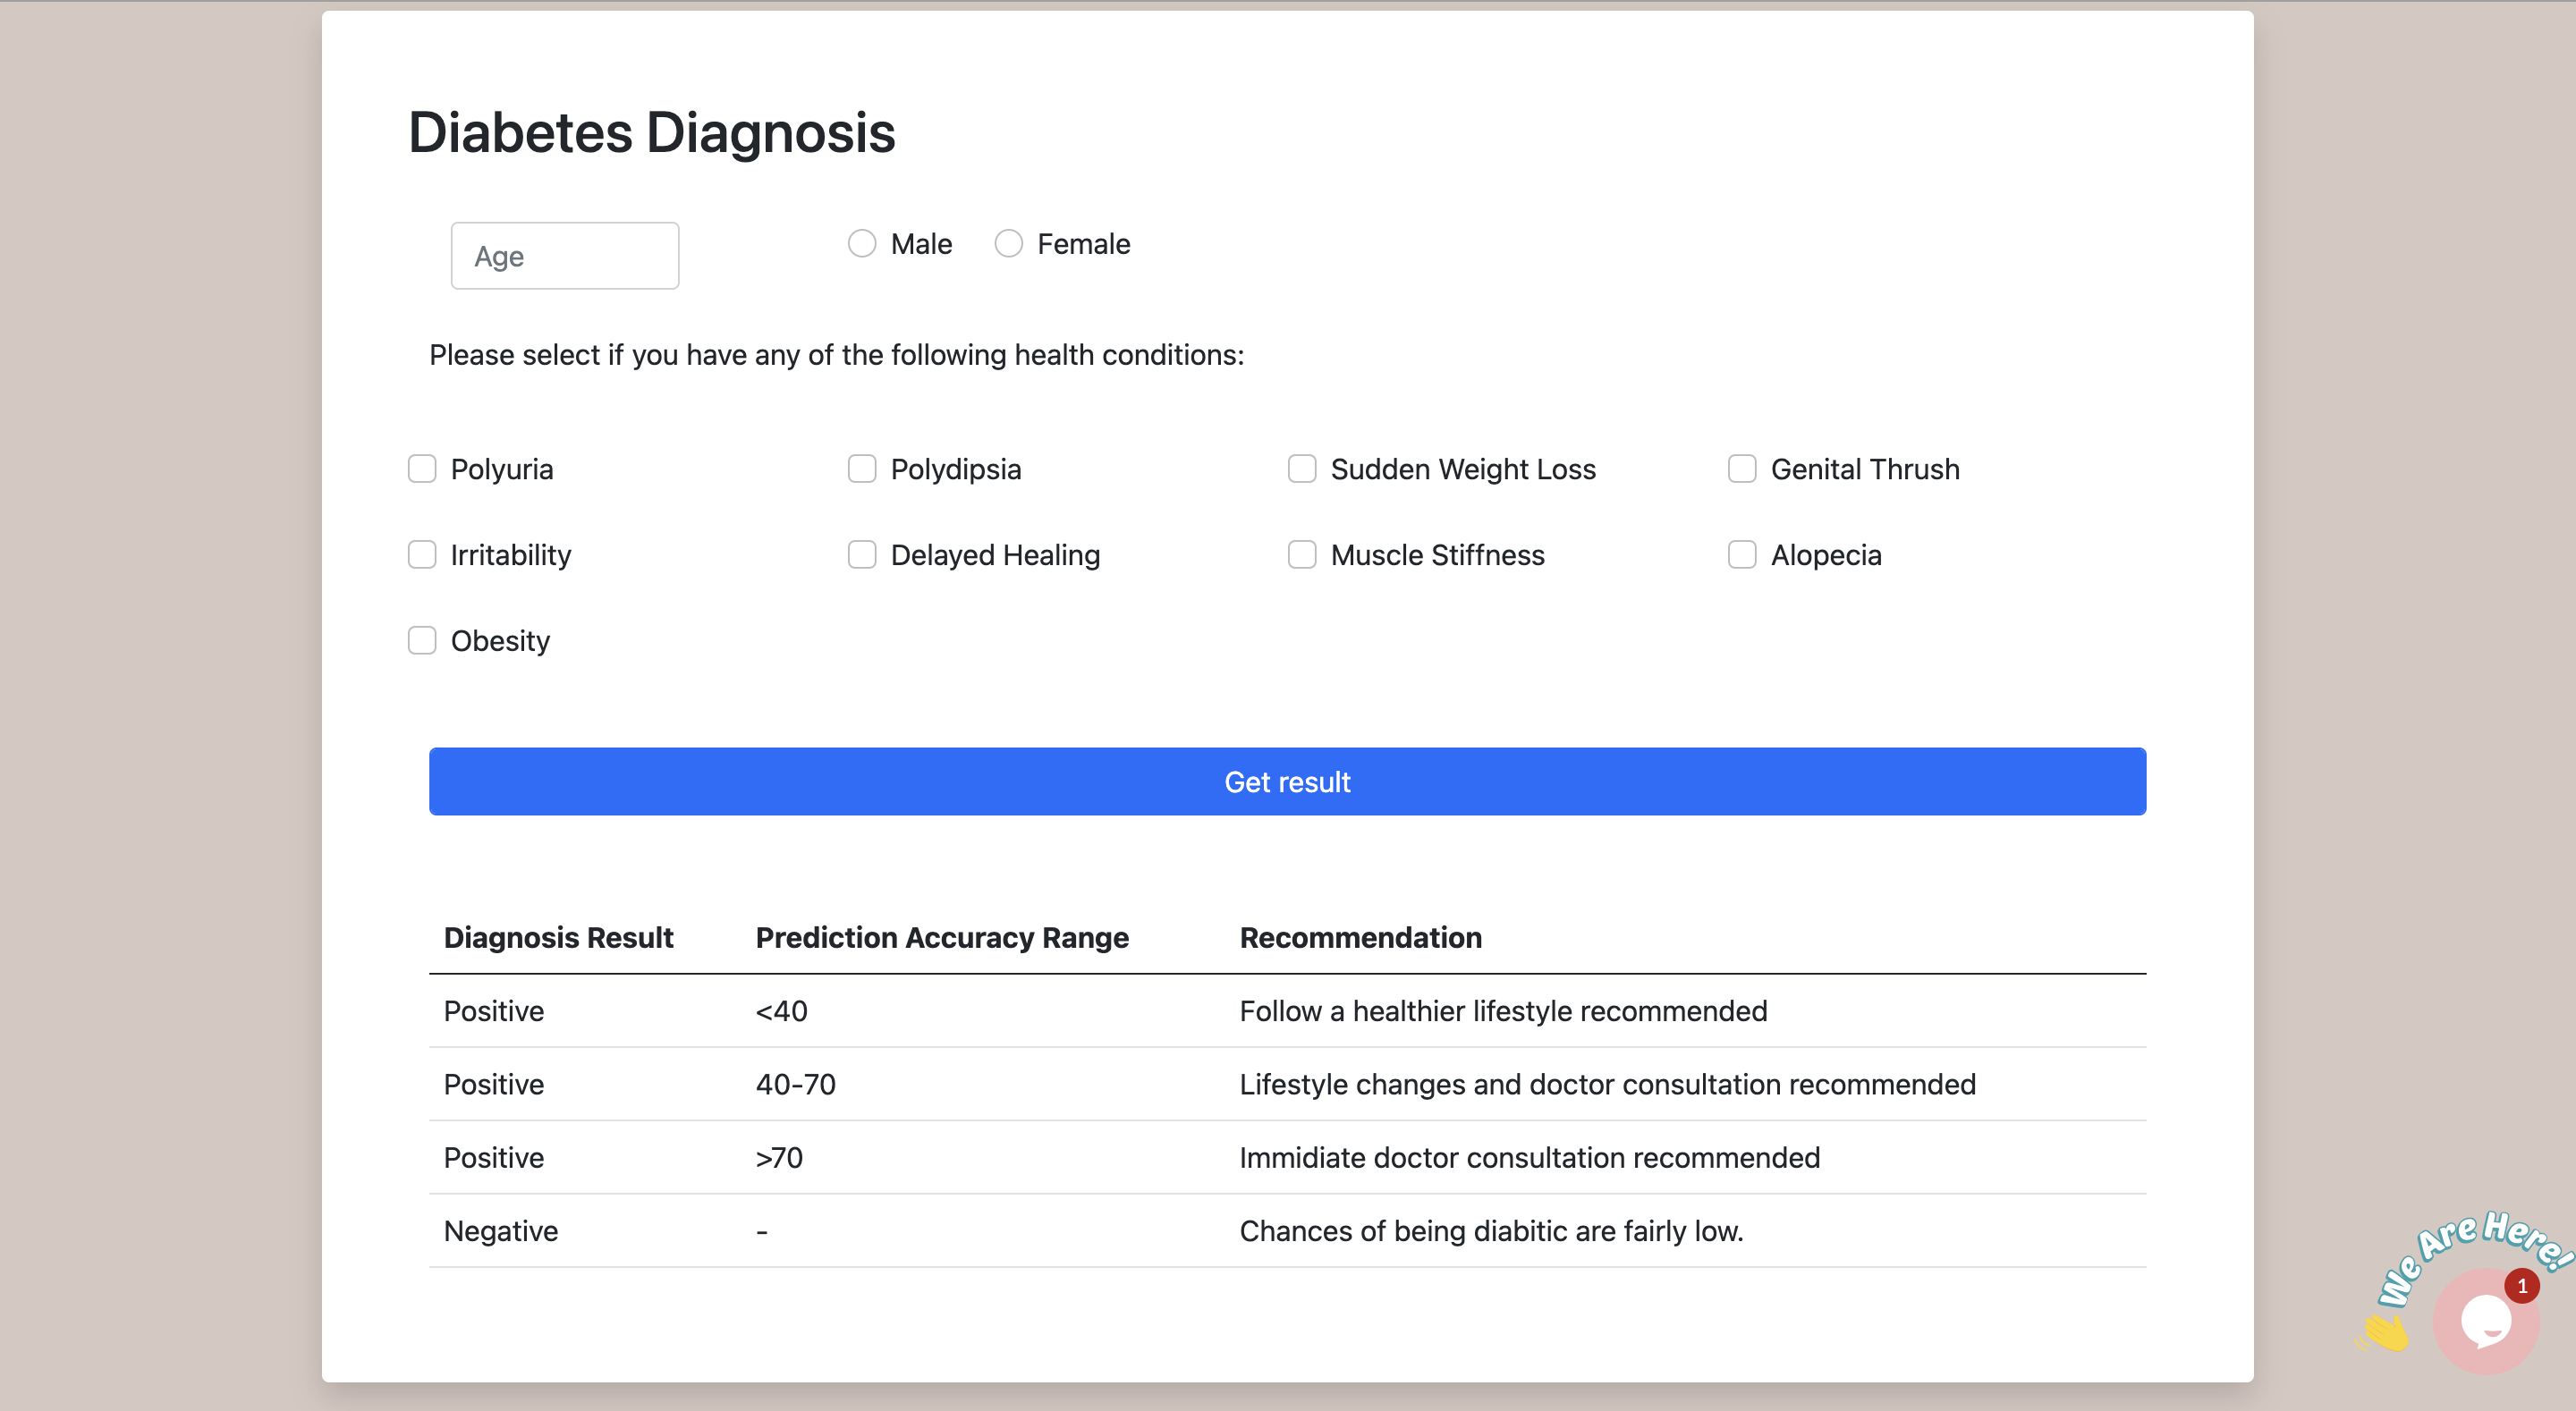 Diabetes Diagnosis
Age
Male Female
Please select if you have any of the following health conditions:
Polyuria Polydipsia Sudden Weight Loss Genital Thrush
Irritability Delayed Healing Muscle Stiffness Alopecia
Obesity
Get result
Diagnosis Result Prediction Accuracy Range Recommendation
Positive <40 Follow a healthier lifestyle recommended
Positive 40-70 Lifestyle changes and doctor consultation recommended
Positive >70 Immidiate doctor consultation recommended
Negative - Chances of being diabitic are fairly low.
We Are Here!
1